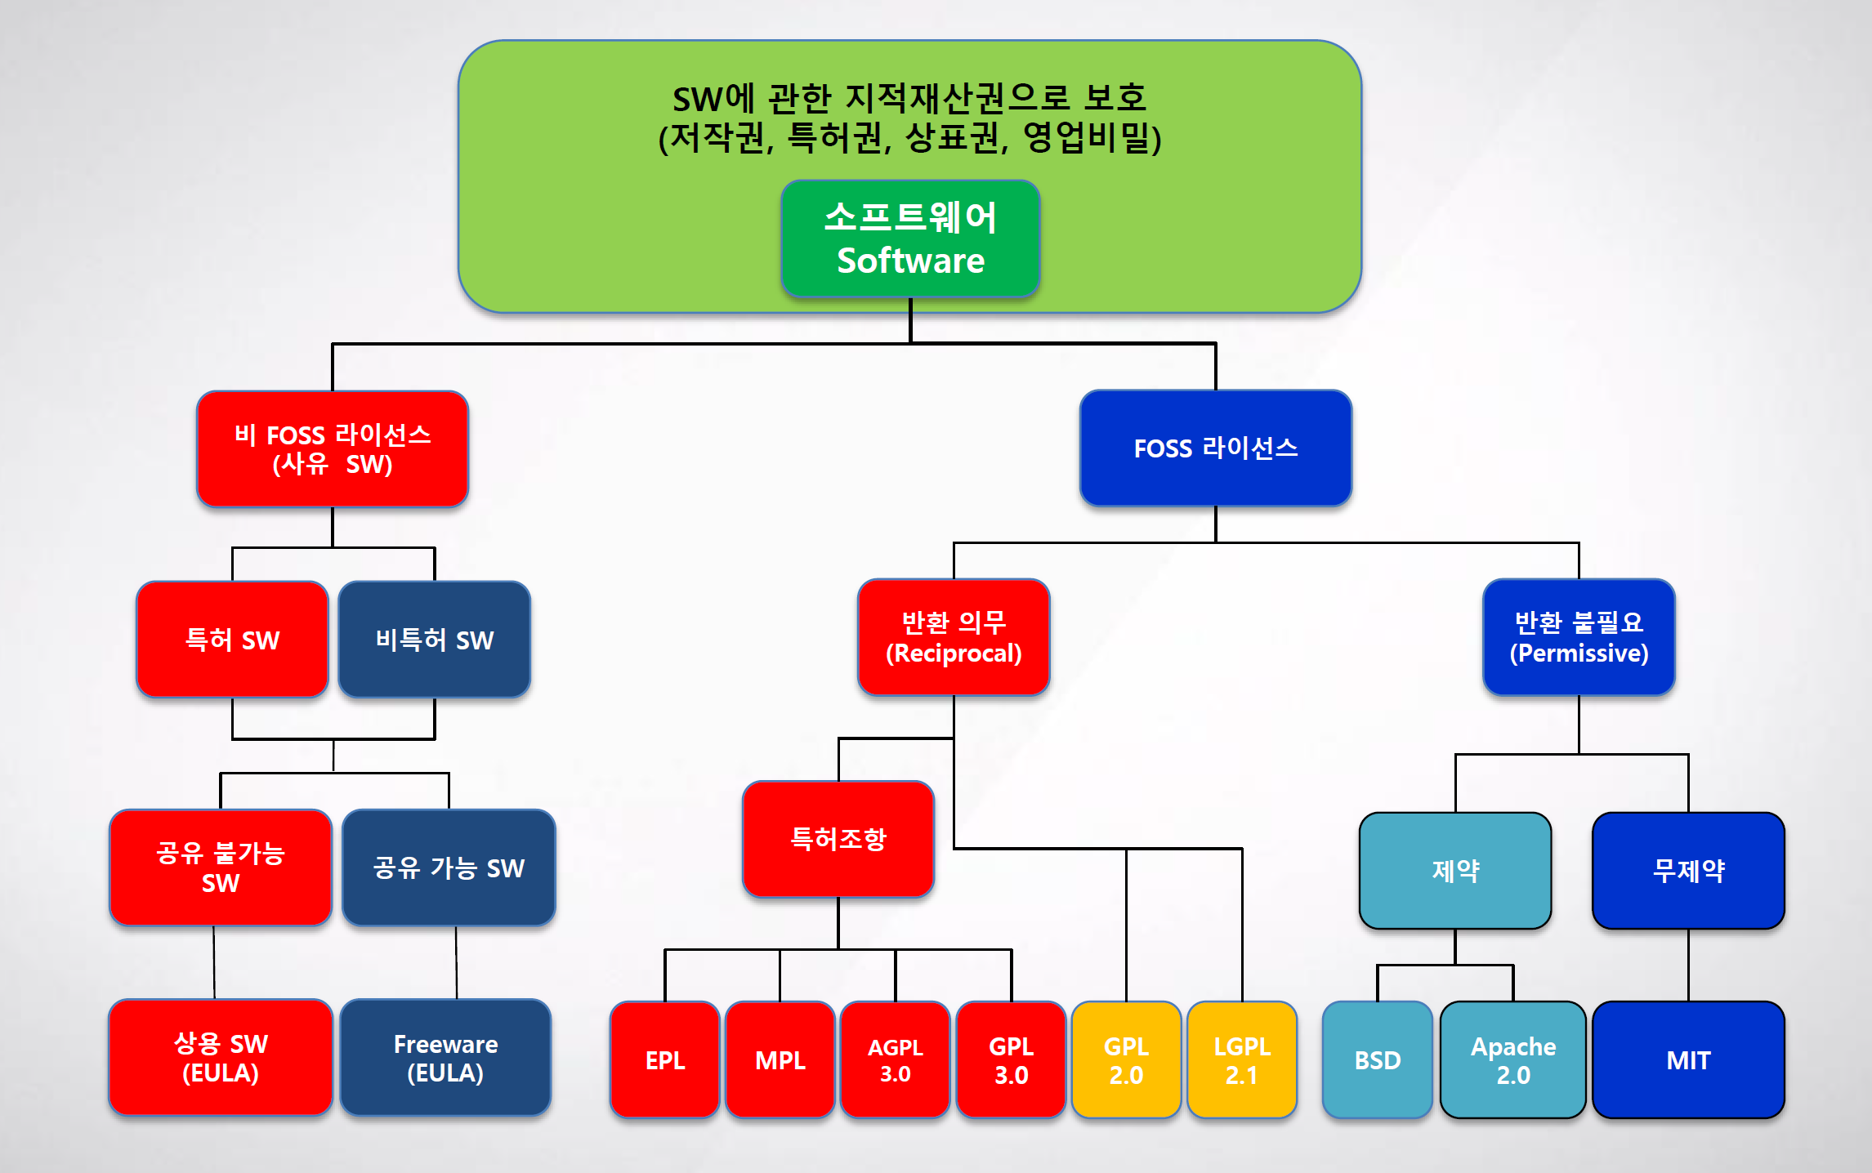 SW에 관한 지적재산권으로 보호
(저작권, 특허권, 상표권, 영업비밀)
소프트웨어
Software
비 FOSS 라이선스
(사유 SW)
FOSS 라이선스
특허 SW
비특허 SW
반환 의무
(Reciprocal)
반환 불필요
(Permissive)
공유 불가능
SW
공유 가능 SW
특허조항
제약
무제약
상용 SW
(EULA)
Freeware
(EULA)
EPL
MPL
AGPL
3.0
GPL
3.0
GPL
2.0
LGPL
2.1
BSD
Apache
2.0
MIT